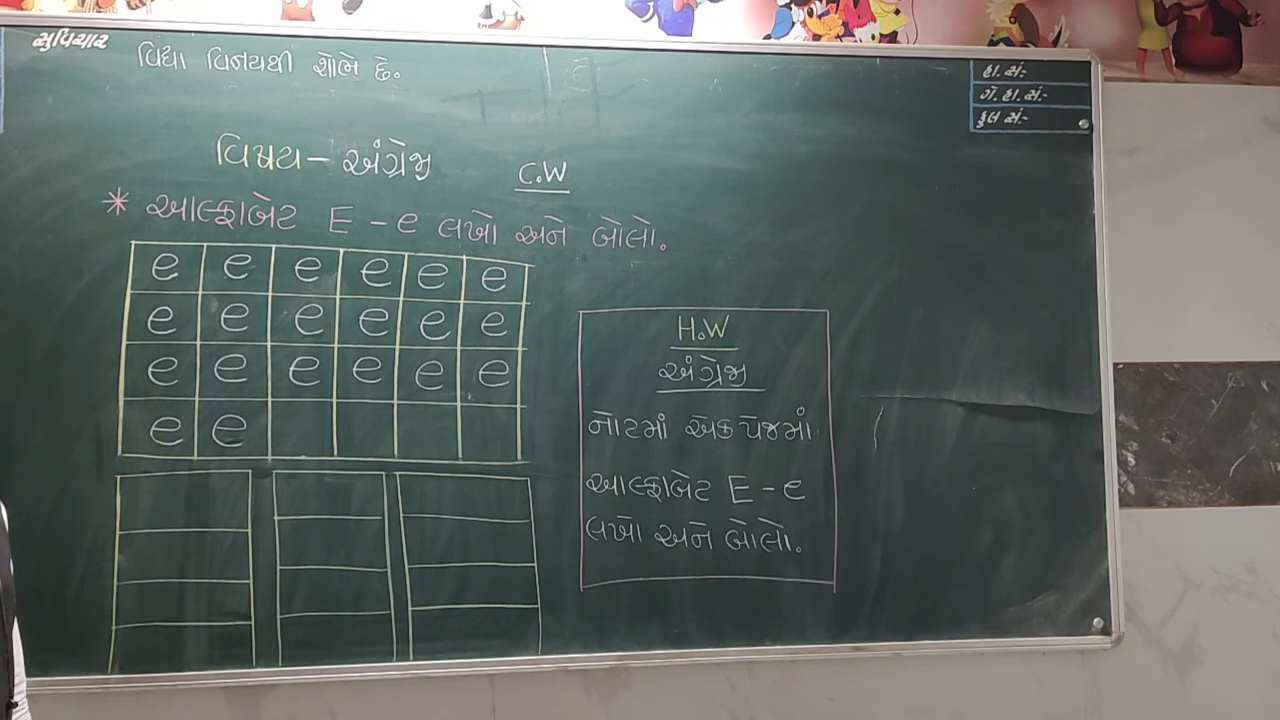 સુવિચાર
વિદ્યા વિનયથી શોભે છે.
હા. સં:-
ગે. હા. સં:-
કુલ સં:-
વિષય - અંગ્રેજી
C.W
* આલ્ફાબેટ E - e લખો અને બોલો.
e e e e e e
e e e e e e
e e e e e e
e e
H.W
અંગ્રેજી
નોટમાં એક પેજમાં
આલ્ફાબેટ E - e
લખો અને બોલો.